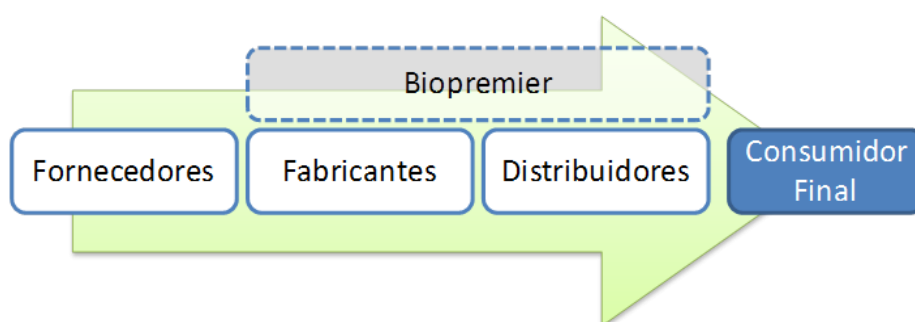 Biopremier
Fornecedores
Fabricantes
Distribuidores
Consumidor
Final